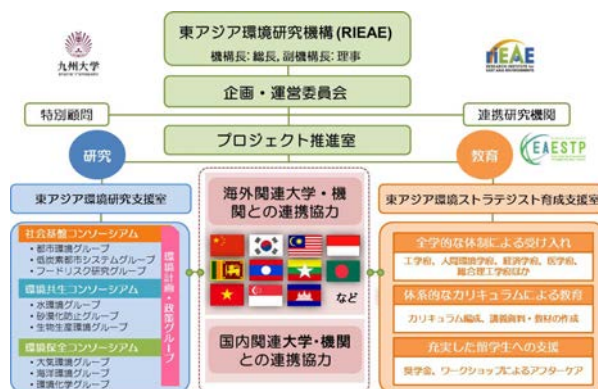 東アジア環境研究機構(RIEAE)
機構長:総長, 副機構長:理事
九州大学
RIEAE
RESEARCH INSTITUTE for
EAST ASIA ENVIRONMENTS
企画・運営委員会
特別顧問
連携研究機関
プロジェクト推進室
研究
教育
EAESTP
東アジア環境研究支援室
社会基盤コンソーシアム
・都市環境グループ
・低炭素都市システムグループ
・フードリスク研究グループ
環境共生コンソーシアム
・水環境グループ
・砂漠化防止グループ
・生物生産環境グループ
環境保全コンソーシアム
・大気環境グループ
・海洋環境グループ
・環境化学グループ
環境計画・政策グループ
海外関連大学・機
関との連携協力
など
国内関連大学・機関
との連携協力
東アジア環境ストラテジスト育成支援室
全学的な体制による受け入れ
工学府、人間環境学府、経済学府、医学府、
総合理工学府ほか
体系的なカリキュラムによる教育
カリキュラム編成、講義資料・教材の作成
充実した留学生への支援
奨学金、ワークショップによるアフターケア